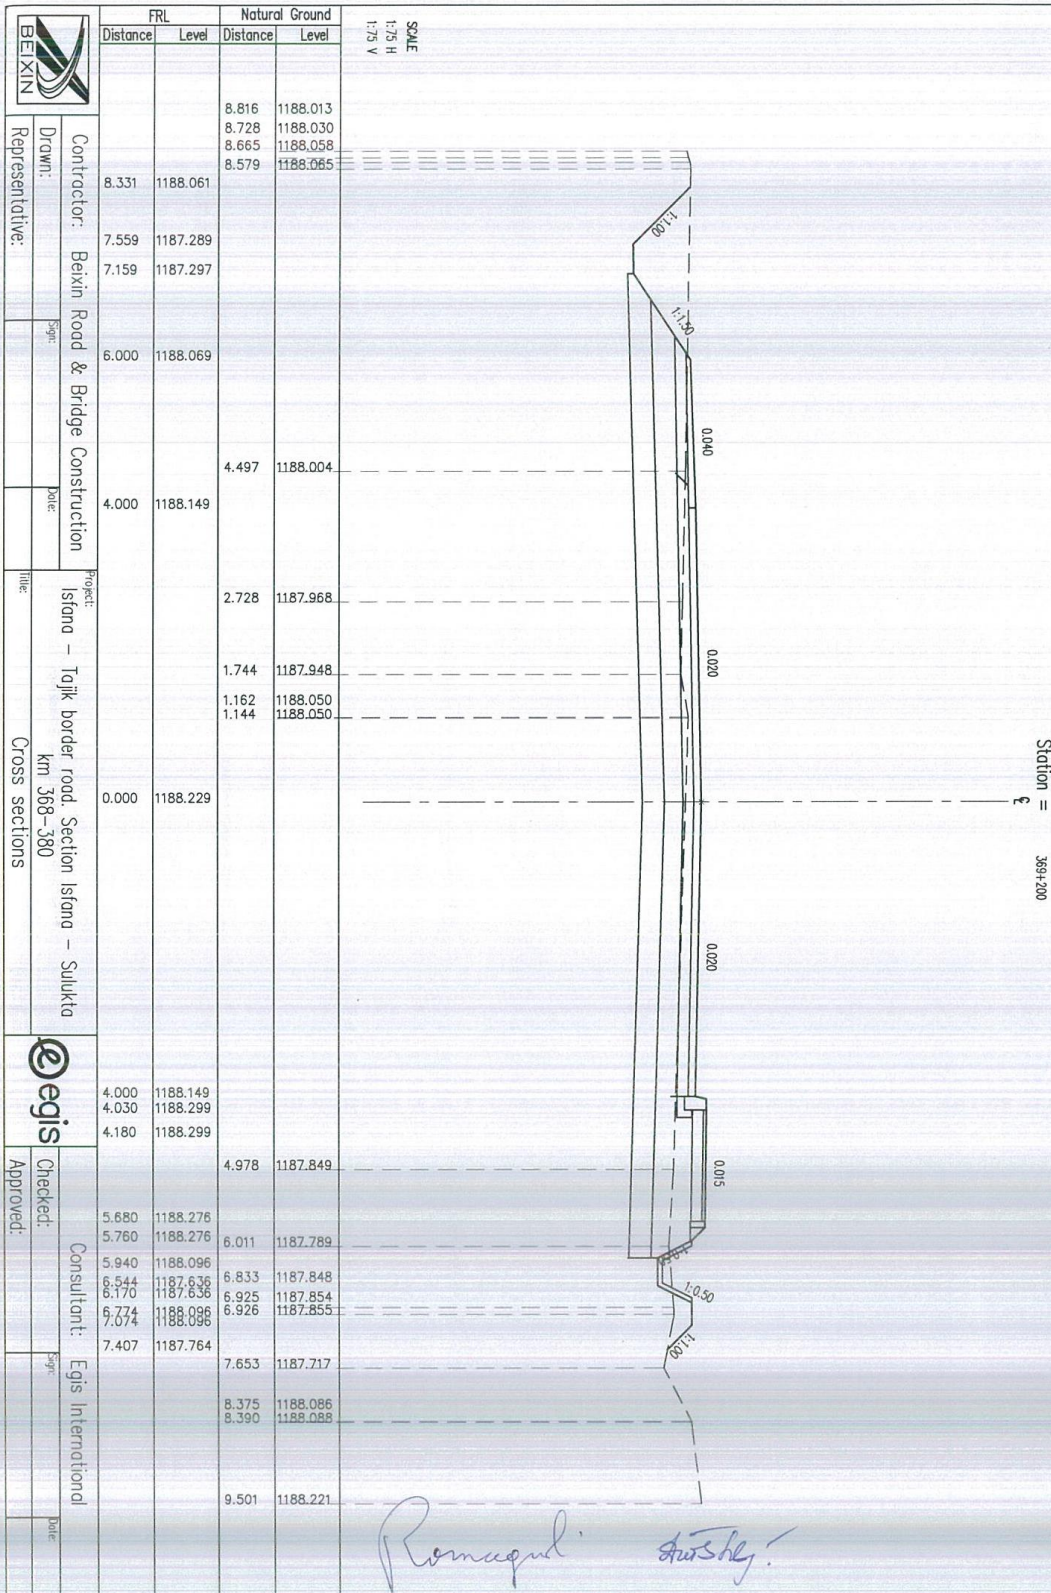 SCALE
1:75 H
1:75 V
Station = 369+200
FRL
Natural Ground
Distance Level Distance Level
8.816 1188.013
8.728 1188.030
8.665 1188.058
8.579 1188.065
8.331 1188.061
7.559 1187.289
7.159 1187.297
6.000 1188.069
4.497 1188.004
4.000 1188.149
2.728 1187.968
1.744 1187.948
1.162 1188.050
1.144 1188.050
0.000 1188.229
4.000 1188.149
4.030 1188.299
4.180 1188.299
4.978 1187.849
5.680 1188.276
5.760 1188.276
6.011 1187.789
5.940 1188.096
6.544 1187.636
6.170 1187.636
6.833 1187.848
6.925 1187.854
6.926 1187.855
6.774 1188.096
7.074 1188.096
7.407 1187.764
7.653 1187.717
8.375 1188.086
8.390 1188.088
9.501 1188.221
1:1.00
1:1.50
0.040
0.020
0.020
0.015
1:0.50
1:1.00
BEIXIN
Contractor: Beixin Road & Bridge Construction
Drawn:
Sign:
Date:
Representative:
Project:
Isfana - Tajik border road. Section Isfana - Sulukta
km 368-380
Title:
Cross sections
egis
Consultant: Egis International
Checked:
Sign:
Date:
Approved: